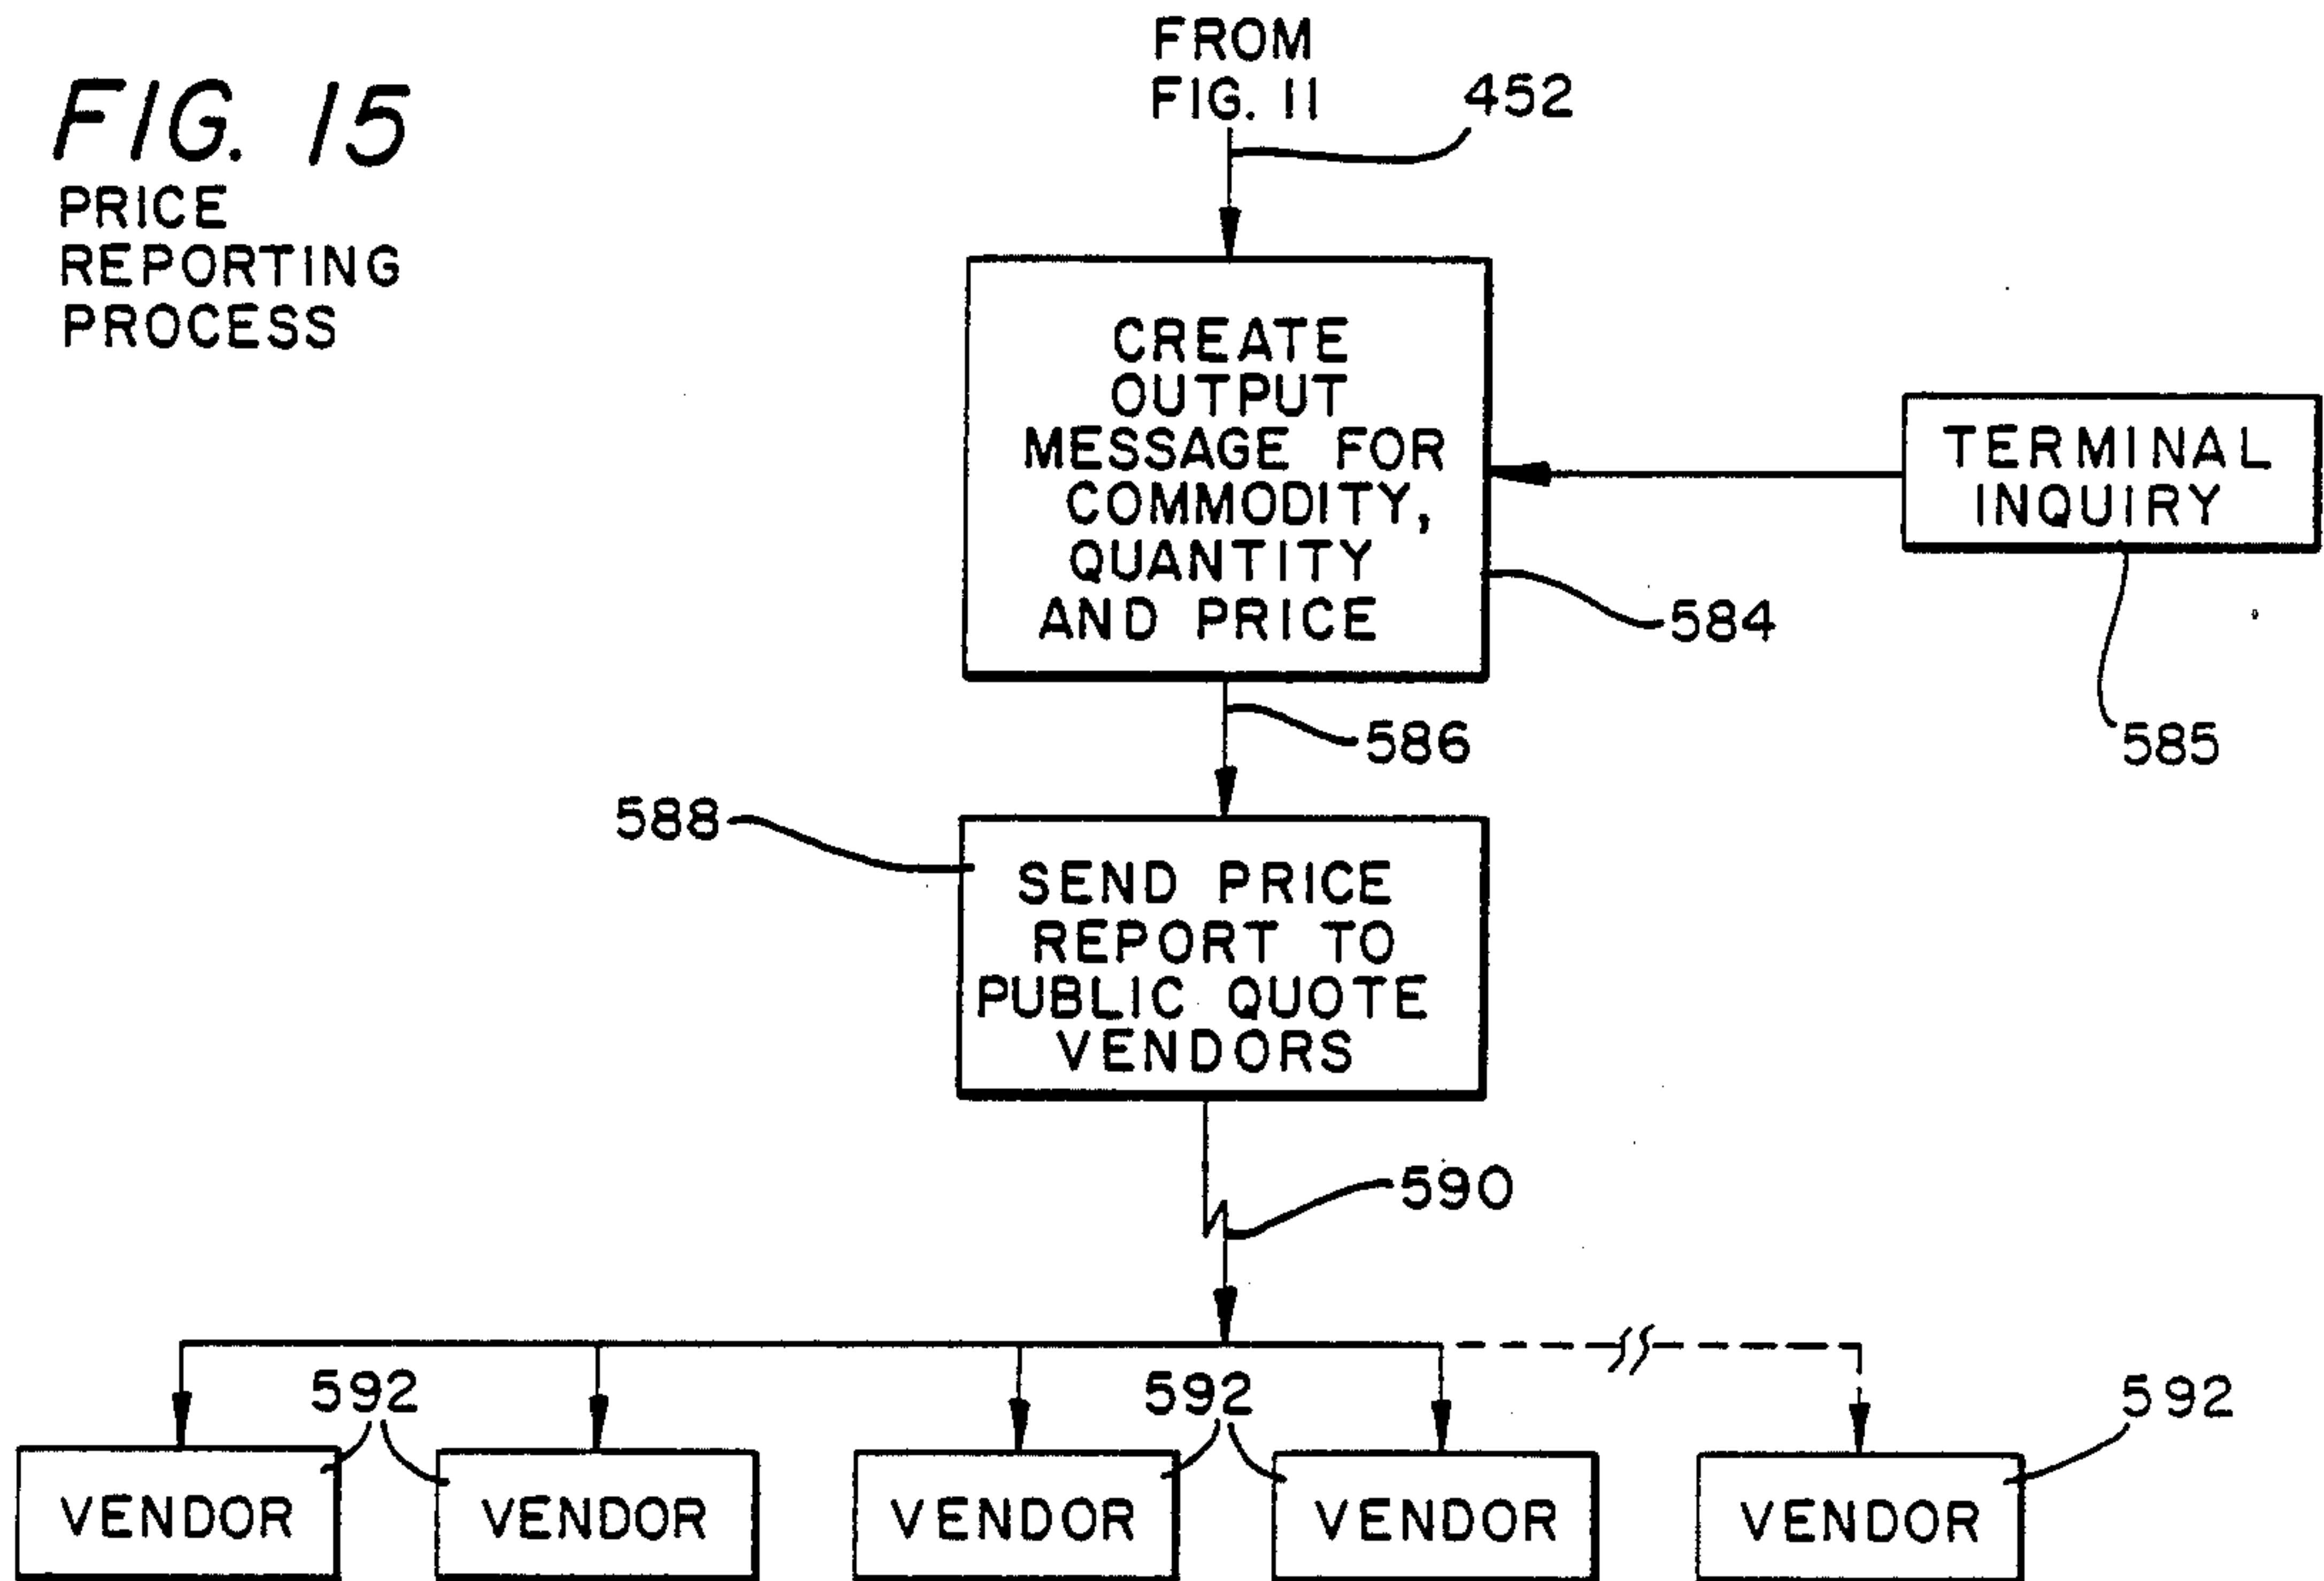 FIG. 15
PRICE
REPORTING
PROCESS
FROM
FIG. 11
452
CREATE
OUTPUT
MESSAGE FOR
COMMODITY,
QUANTITY
AND PRICE
584
TERMINAL
INQUIRY
585
586
588
SEND PRICE
REPORT TO
PUBLIC QUOTE
VENDORS
590
592
592
592
VENDOR
VENDOR
VENDOR
VENDOR
VENDOR